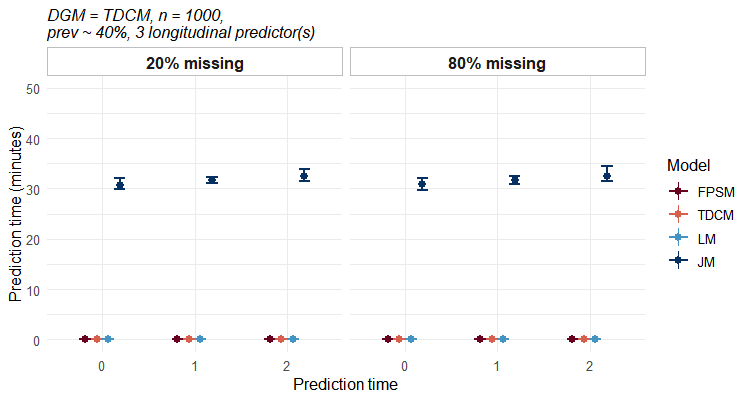 DGM = TDCM, n = 1000,
prev ~ 40%, 3 longitudinal predictor(s)
20% missing
80% missing
Prediction time (minutes)
50
40
30
20
10
0
0
1
2
0
1
2
Prediction time
Model
FPSM
TDCM
LM
JM